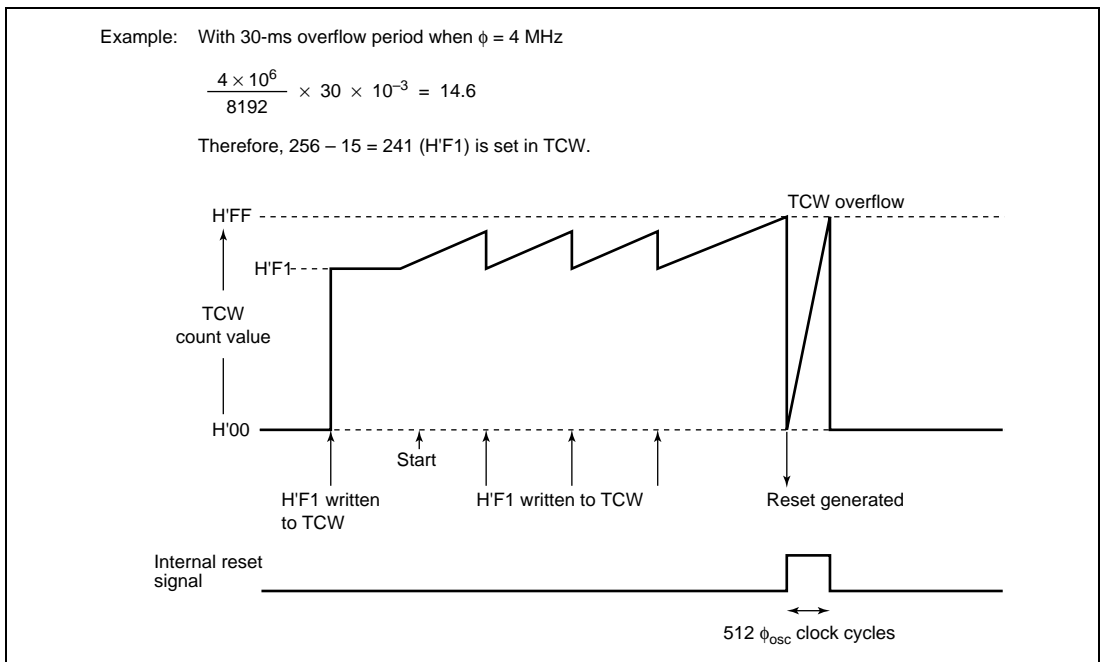 Example: With 30-ms overflow period when φ = 4 MHz
4 × 10⁶
8192
× 30 × 10⁻³ = 14.6
Therefore, 256 – 15 = 241 (H'F1) is set in TCW.
TCW overflow
H'FF
H'F1
TCW
count value
H'00
Start
H'F1 written
to TCW
H'F1 written to TCW
Reset generated
Internal reset
signal
512 φosc clock cycles